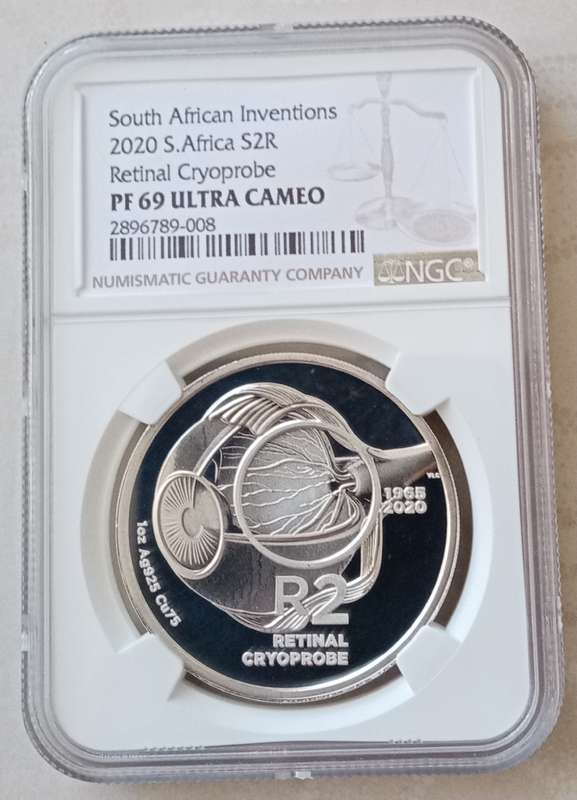 South African Inventions
2020 S.Africa S2R
Retinal Cryoprobe
PF 69 ULTRA CAMEO
2896789-008
NUMISMATIC GUARANTY COMPANY
NGC®
1965
2020
1oz Ag925 Cu75
R2
RETINAL
CRYOPROBE